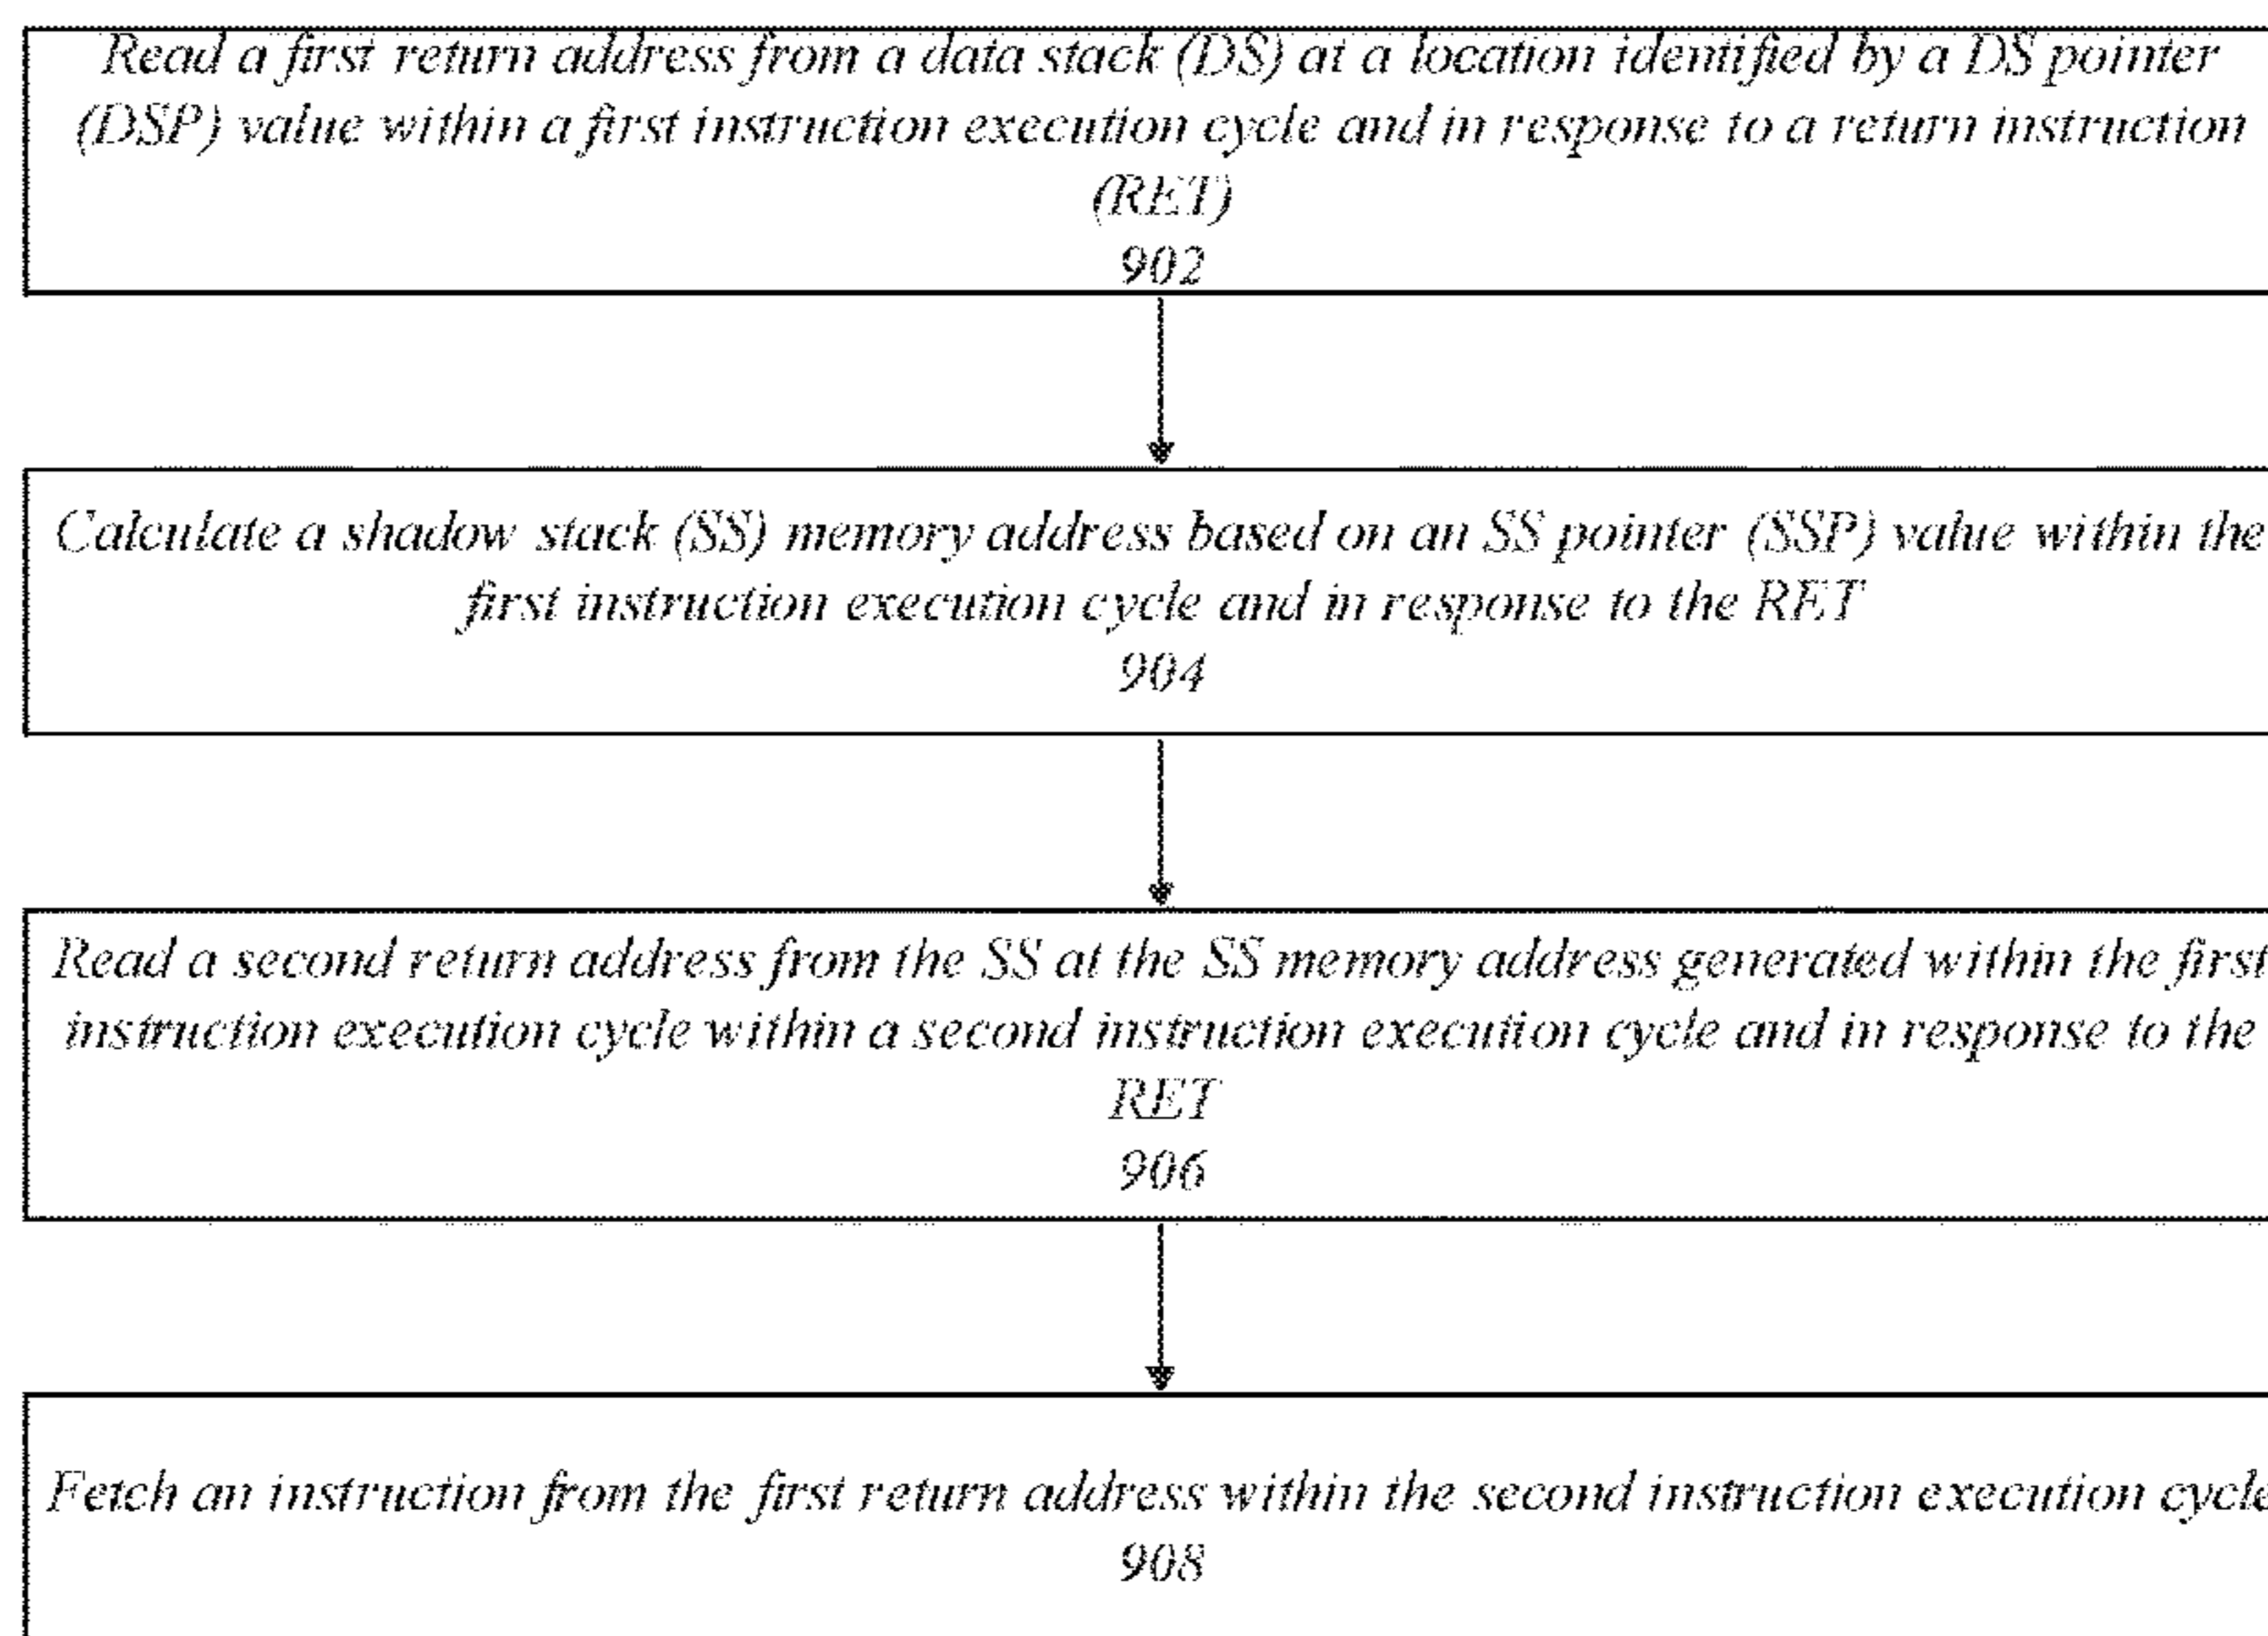 Read a first return address from a data stack (DS) at a location identified by a DS pointer
(DSP) value within a first instruction execution cycle and in response to a return instruction
(RET)
902
Calculate a shadow stack (SS) memory address based on an SS pointer (SSP) value within the
first instruction execution cycle and in response to the RET
904
Read a second return address from the SS at the SS memory address generated within the first
instruction execution cycle within a second instruction execution cycle and in response to the
RET
906
Fetch an instruction from the first return address within the second instruction execution cycle
908